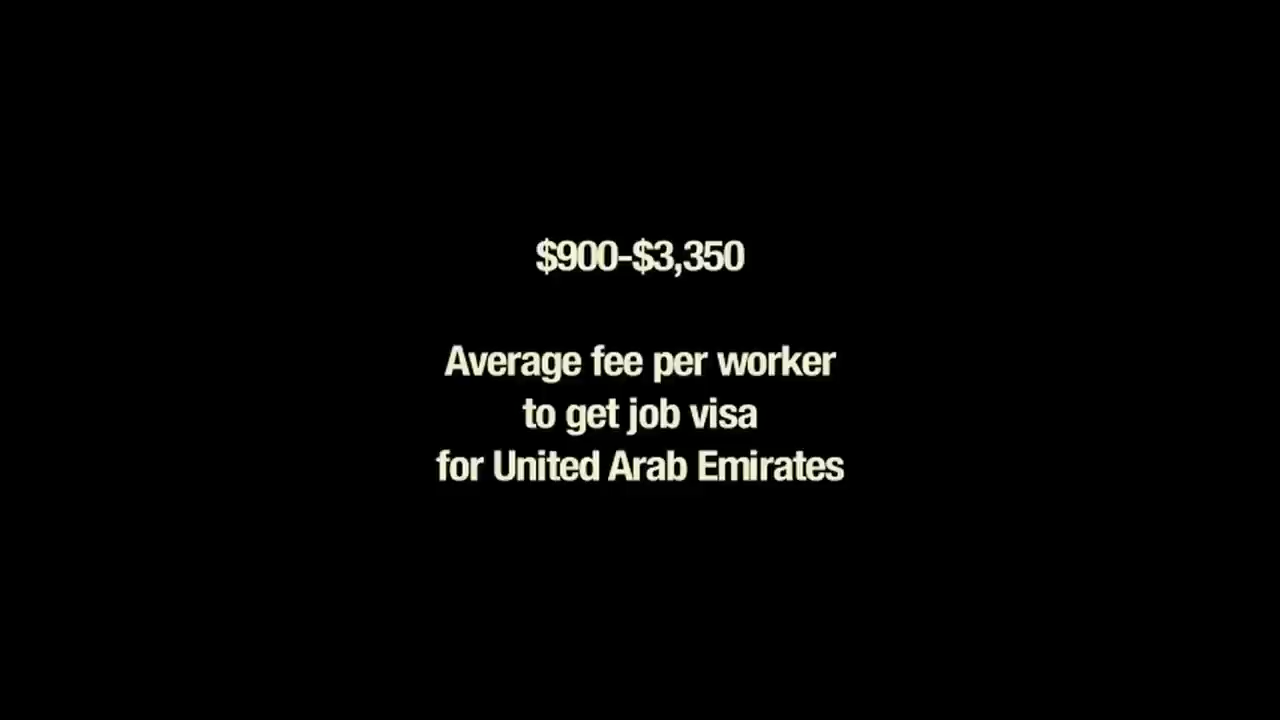 $900-$3,350
Average fee per worker
to get job visa
for United Arab Emirates